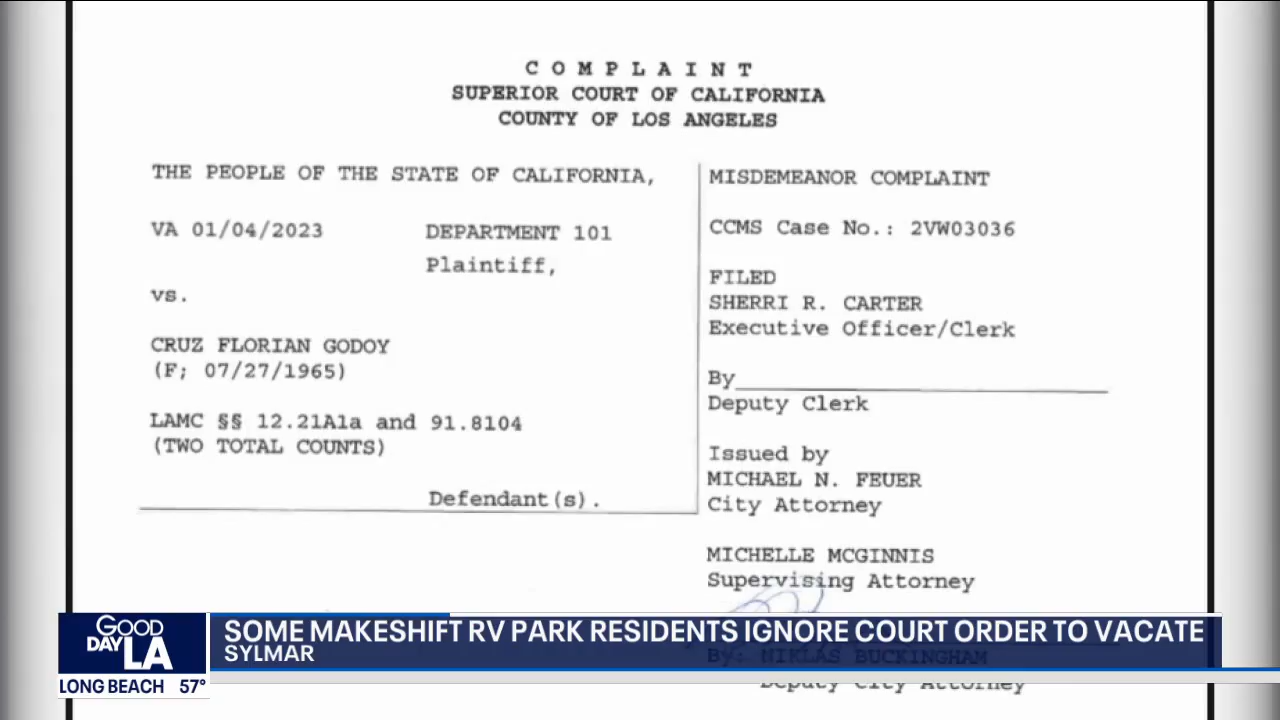 C O M P L A I N T
SUPERIOR COURT OF CALIFORNIA
COUNTY OF LOS ANGELES
THE PEOPLE OF THE STATE OF CALIFORNIA,
VA 01/04/2023 DEPARTMENT 101
Plaintiff,
vs.
CRUZ FLORIAN GODOY
(F; 07/27/1965)
LAMC §§ 12.21A1a and 91.8104
(TWO TOTAL COUNTS)
Defendant(s).
MISDEMEANOR COMPLAINT
CCMS Case No.: 2VW03036
FILED
SHERRI R. CARTER
Executive Officer/Clerk
By
Deputy Clerk
Issued by
MICHAEL N. FEUER
City Attorney
MICHELLE MCGINNIS
Supervising Attorney
By: NIKLAS BUCKINGHAM
Deputy City Attorney
GOOD
DAY LA
SOME MAKESHIFT RV PARK RESIDENTS IGNORE COURT ORDER TO VACATE
SYLMAR
LONG BEACH 57°